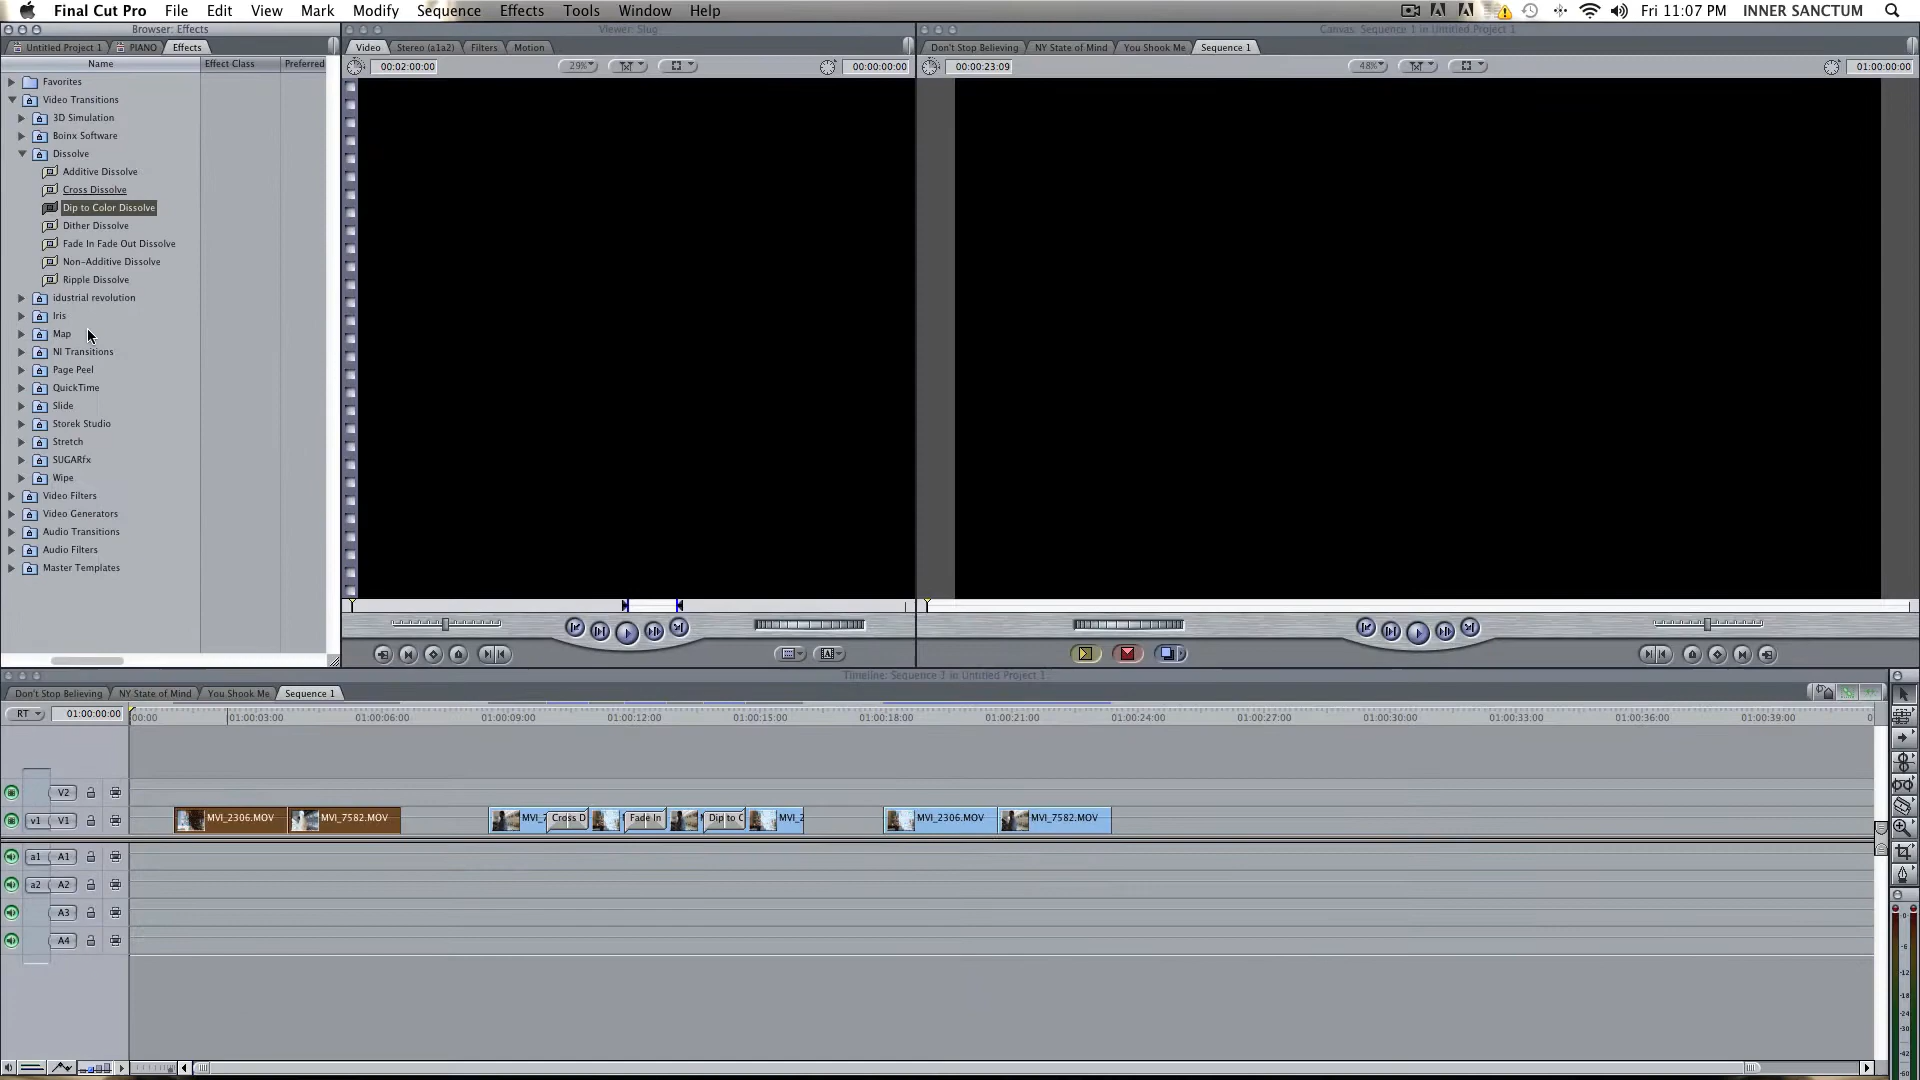 Final Cut Pro File Edit View Mark Modify Sequence Effects Tools Window Help Fri 11:07 PM INNER SANCTUM
Browser: Effects
Viewer: Slug
Canvas: Sequence 1 in Untitled Project 1
Untitled Project 1 PIANO Effects
Video Stereo (a1a2) Filters Motion
Don't Stop Believing NY State of Mind You Shook Me Sequence 1
Name Effect Class Preferred
00:02:00:00 29% 00:00:00:00
00:00:23:09 48% 01:00:00:00
Favorites
Video Transitions
3D Simulation
Boinx Software
Dissolve
Additive Dissolve
Cross Dissolve
Dip to Color Dissolve
Dither Dissolve
Fade In Fade Out Dissolve
Non-Additive Dissolve
Ripple Dissolve
idustrial revolution
Iris
Map
NI Transitions
Page Peel
QuickTime
Slide
Storek Studio
Stretch
SUGARfx
Wipe
Video Filters
Video Generators
Audio Transitions
Audio Filters
Master Templates
Timeline: Sequence 1 in Untitled Project 1
Don't Stop Believing NY State of Mind You Shook Me Sequence 1
RT 01:00:00:00 00:00 01:00:03:00 01:00:06:00 01:00:09:00 01:00:12:00 01:00:15:00 01:00:18:00 01:00:21:00 01:00:24:00 01:00:27:00 01:00:30:00 01:00:33:00 01:00:36:00 01:00:39:00 0
V2
v1 V1 MVI_2306.MOV MVI_7582.MOV MVI_7 Cross D Fade In Dip to C MVI_2 MVI_2306.MOV MVI_7582.MOV
a1 A1
a2 A2
A3
A4